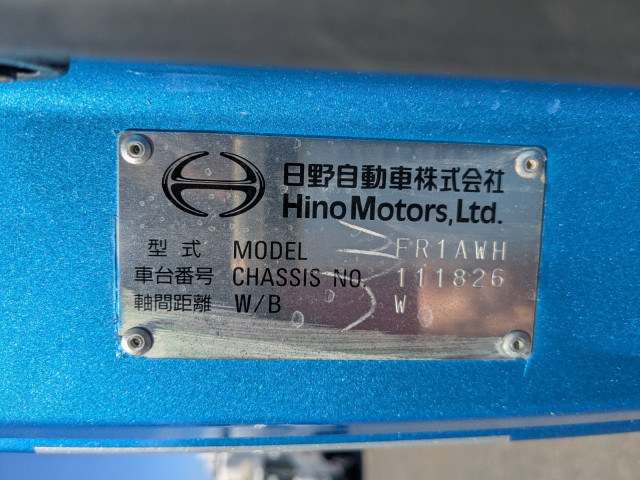 日野自動車株式会社
Hino Motors, Ltd.
型式 MODEL FR1AWH
車台番号 CHASSIS NO. 111826
軸間距離 W/B W